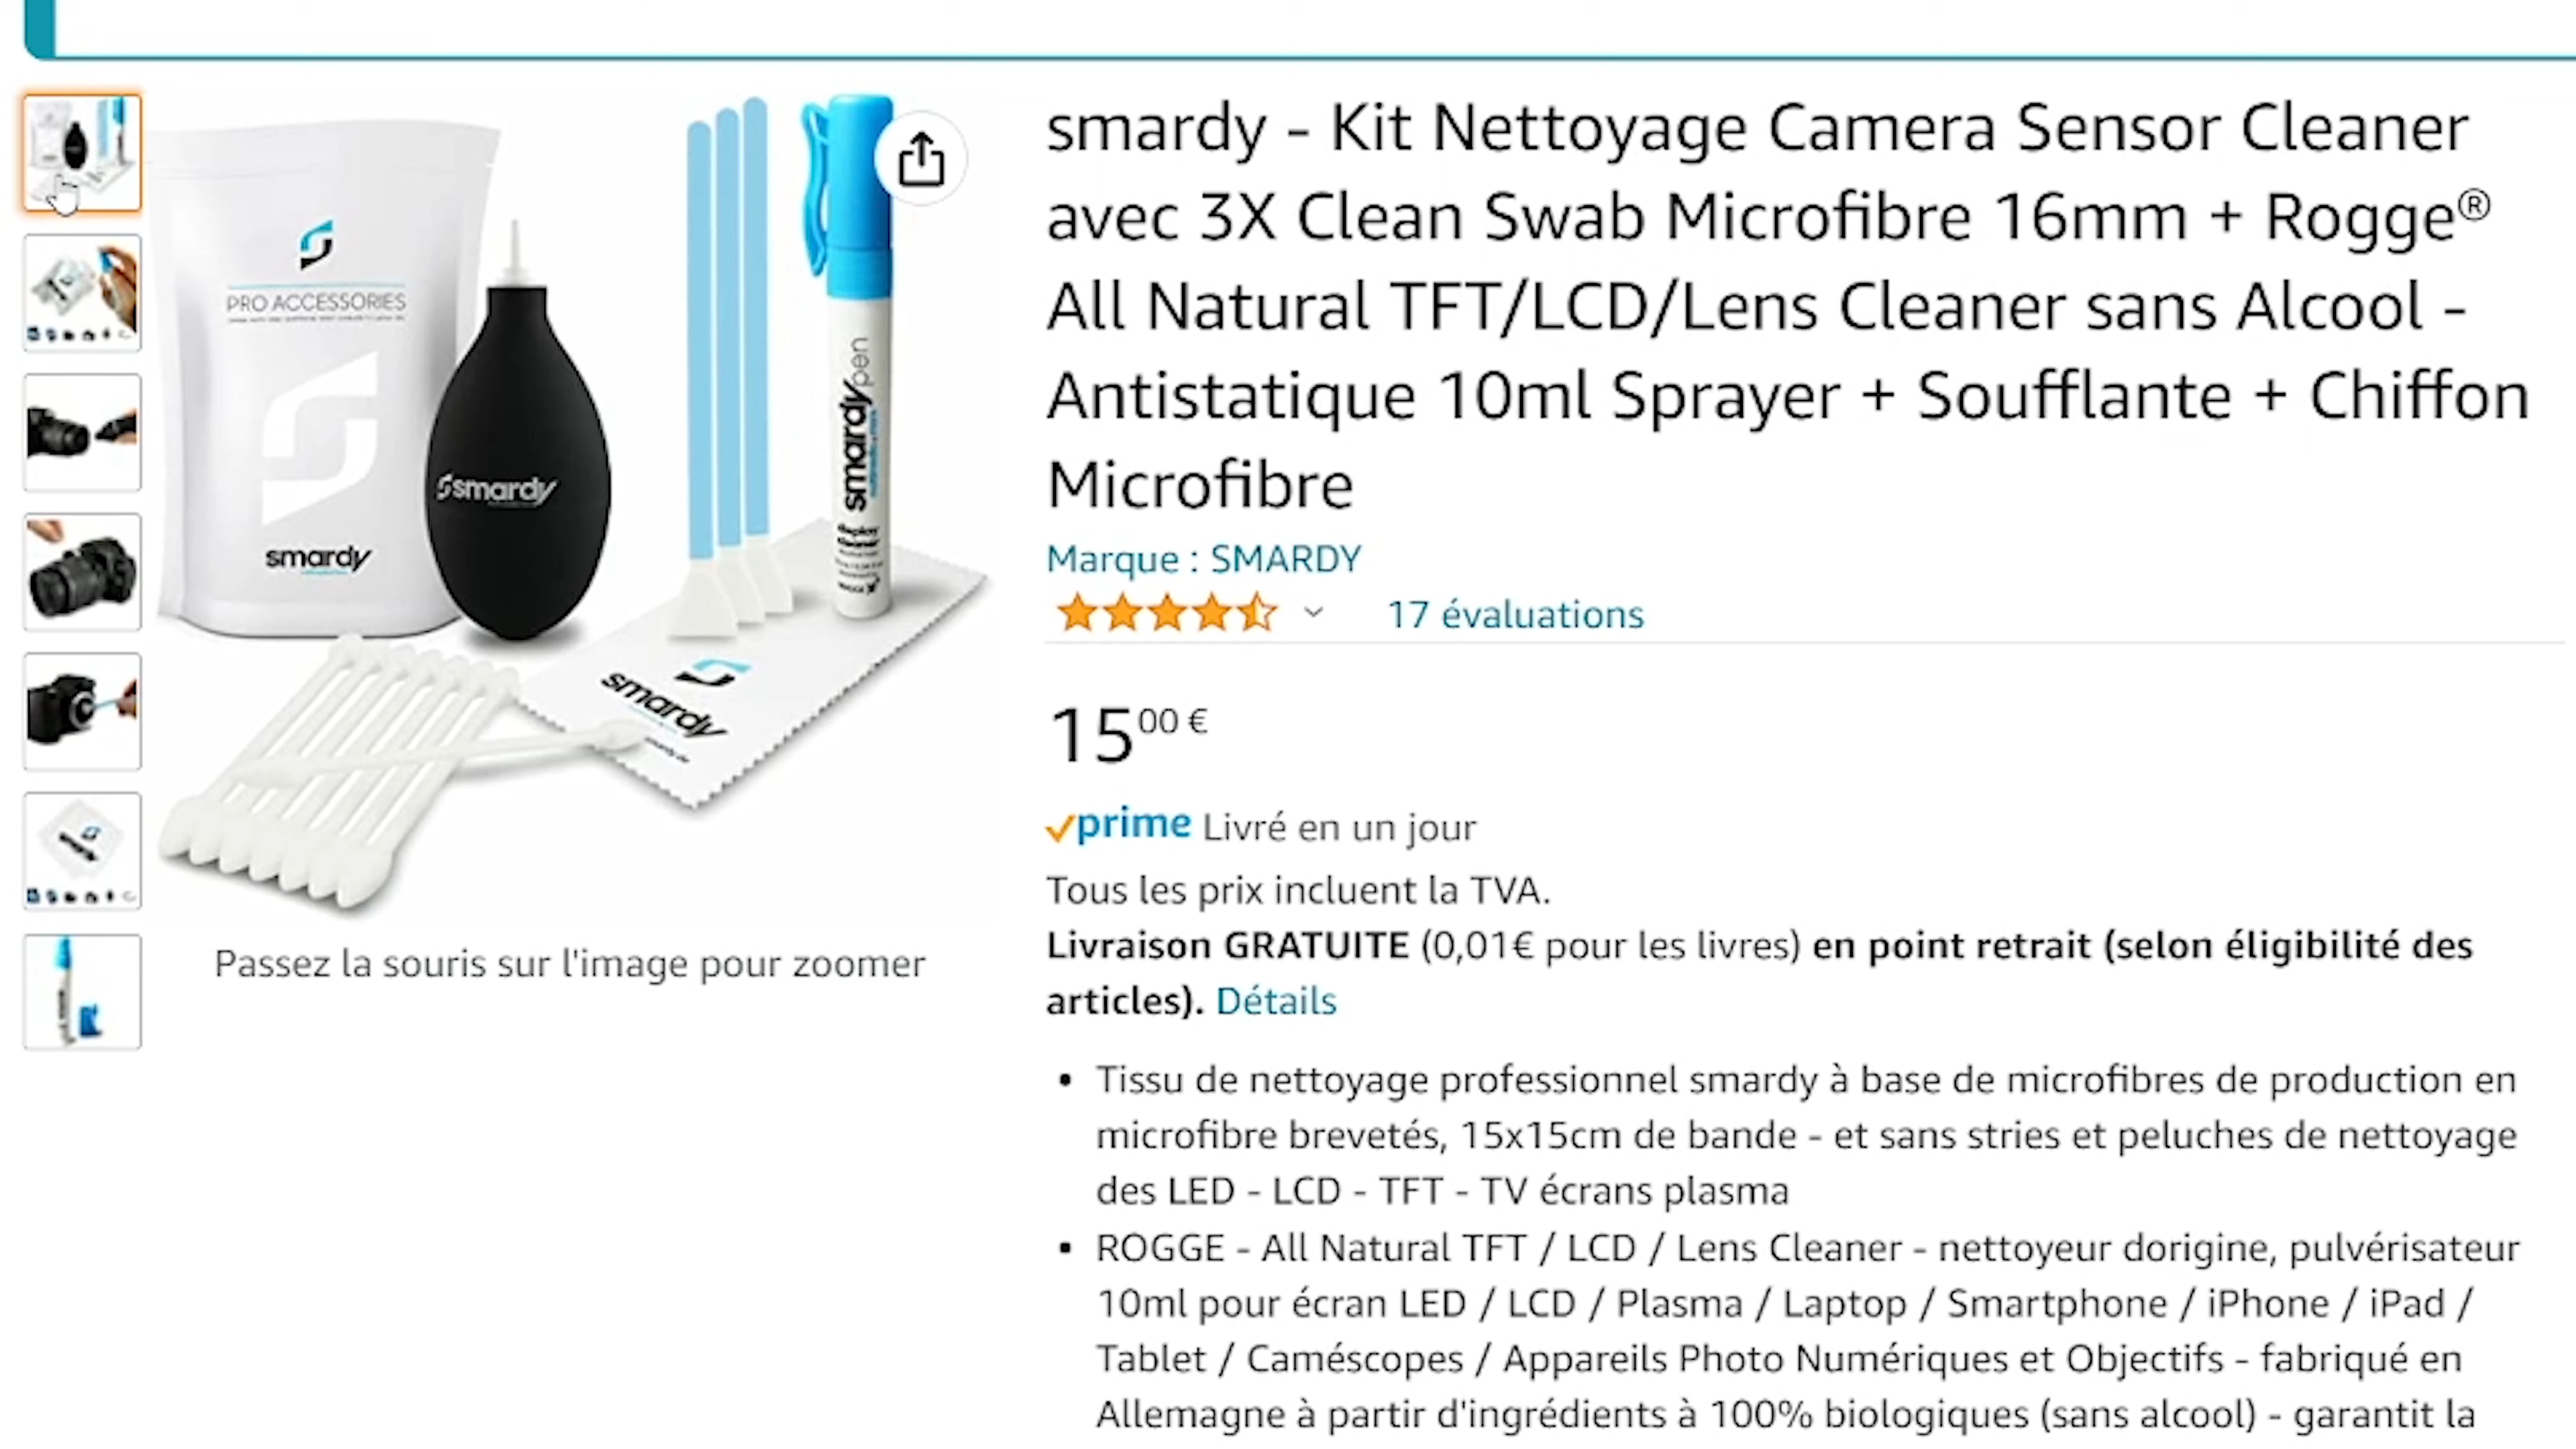 smardy - Kit Nettoyage Camera Sensor Cleaner
avec 3X Clean Swab Microfibre 16mm + Rogge®
All Natural TFT/LCD/Lens Cleaner sans Alcool -
Antistatique 10ml Sprayer + Soufflante + Chiffon
Microfibre
Marque : SMARDY
17 évaluations
15 00 €
prime Livré en un jour
Tous les prix incluent la TVA.
Livraison GRATUITE (0,01€ pour les livres) en point retrait (selon éligibilité des
articles). Détails
• Tissu de nettoyage professionnel smardy à base de microfibres de production en
microfibre brevetés, 15x15cm de bande - et sans stries et peluches de nettoyage
des LED - LCD - TFT - TV écrans plasma
• ROGGE - All Natural TFT / LCD / Lens Cleaner - nettoyeur dorigine, pulvérisateur
10ml pour écran LED / LCD / Plasma / Laptop / Smartphone / iPhone / iPad /
Tablet / Caméscopes / Appareils Photo Numériques et Objectifs - fabriqué en
Allemagne à partir d'ingrédients à 100% biologiques (sans alcool) - garantit la
PRO ACCESSORIES
smardy
smardy
smardypen
display
cleaner
smardy
Passez la souris sur l'image pour zoomer